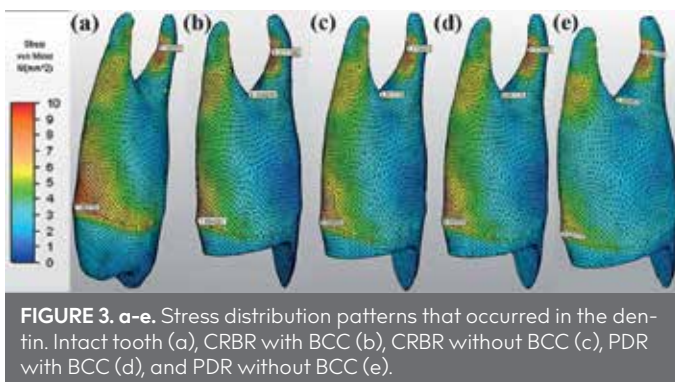 (a) (b) (c) (d) (e)
Stress
von Mises
N/(mm^2)
10
9
8
7
6
5
4
3
2
1
0
FIGURE 3. a-e. Stress distribution patterns that occurred in the den-
tin. Intact tooth (a), CRBR with BCC (b), CRBR without BCC (c), PDR
with BCC (d), and PDR without BCC (e).